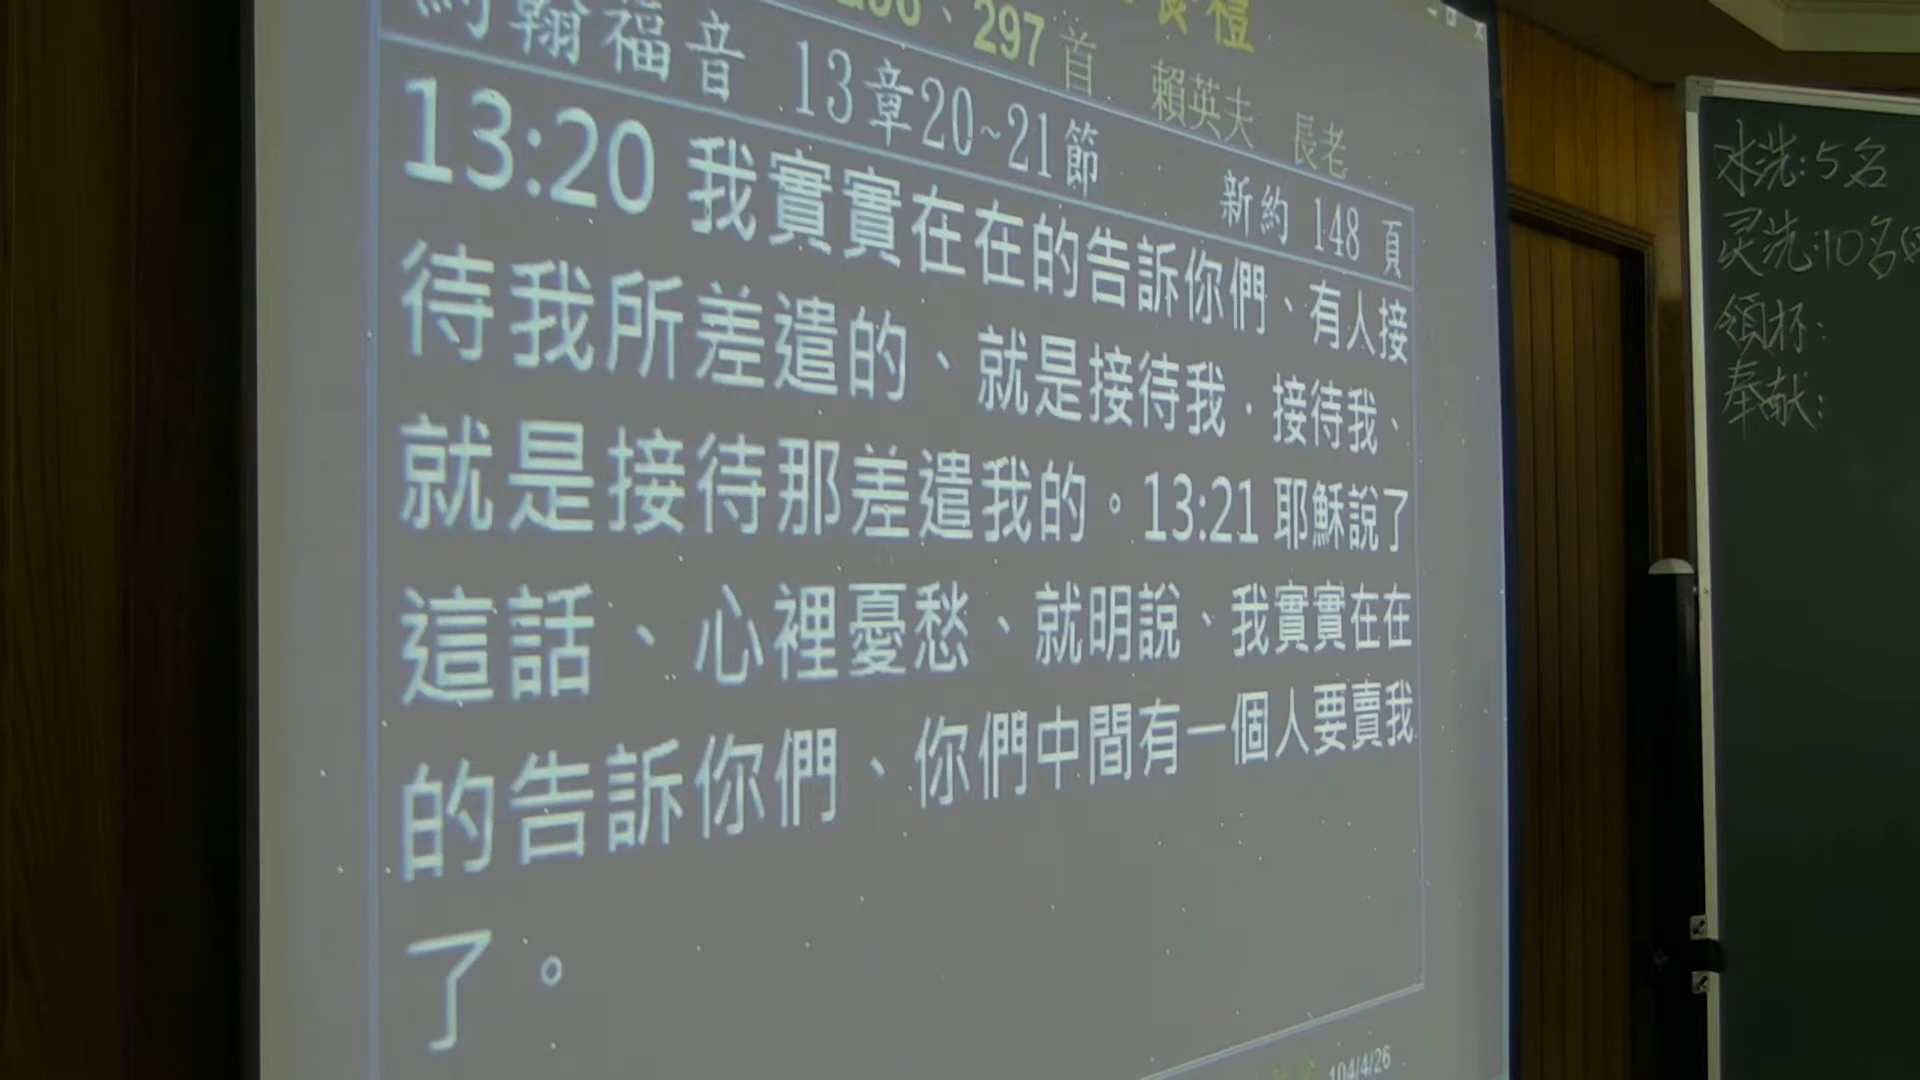 297 首 賴英夫 長老
約翰福音 13章20~21節 新約 148 頁
13:20 我實實在在的告訴你們、有人接
待我所差遣的、就是接待我．接待我、
就是接待那差遣我的。13:21 耶穌說了
這話、心裡憂愁、就明說、我實實在在
的告訴你們、你們中間有一個人要賣我
了。
104/4/26
水洗:5名
灵洗:10名
領杯:
奉献: